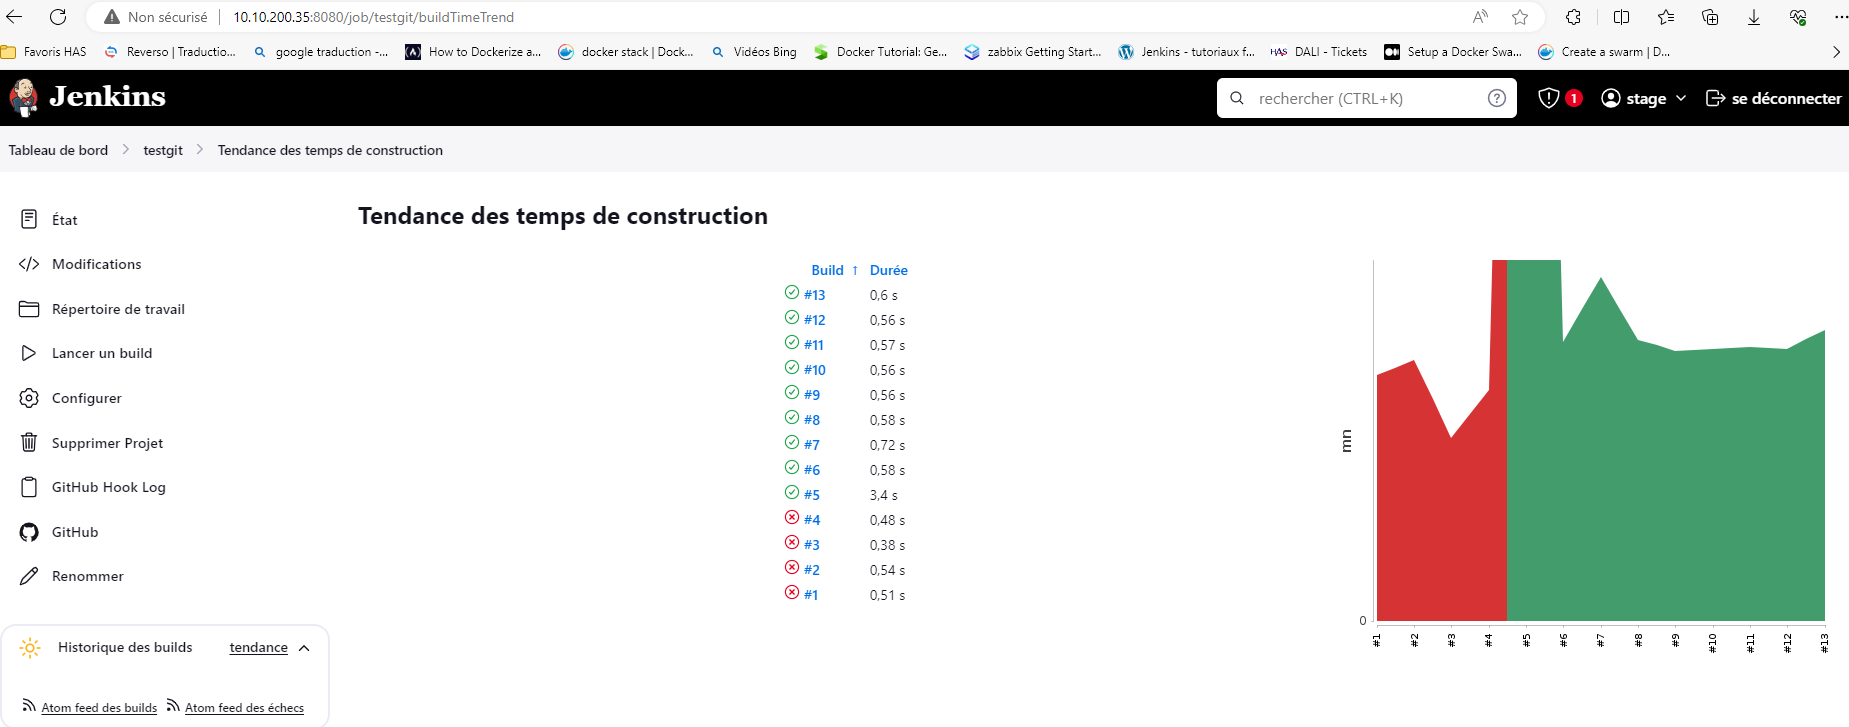 Non sécurisé 10.10.200.35:8080/job/testgit/buildTimeTrend
Favoris HAS Reverso | Traductio... google traduction -... How to Dockerize a... docker stack | Dock... Vidéos Bing Docker Tutorial: Ge... zabbix Getting Start... Jenkins - tutoriaux f... HAS DALI - Tickets Setup a Docker Swa... Create a swarm | D...
Jenkins rechercher (CTRL+K) ? 1 stage se déconnecter
Tableau de bord testgit Tendance des temps de construction
État
Modifications
Répertoire de travail
Lancer un build
Configurer
Supprimer Projet
GitHub Hook Log
GitHub
Renommer
Historique des builds tendance
Atom feed des builds Atom feed des échecs
Tendance des temps de construction
Build ↑ Durée
#13 0,6 s
#12 0,56 s
#11 0,57 s
#10 0,56 s
#9 0,56 s
#8 0,58 s
#7 0,72 s
#6 0,58 s
#5 3,4 s
#4 0,48 s
#3 0,38 s
#2 0,54 s
#1 0,51 s
mn
0
#1 #2 #3 #4 #5 #6 #7 #8 #9 #10 #11 #12 #13